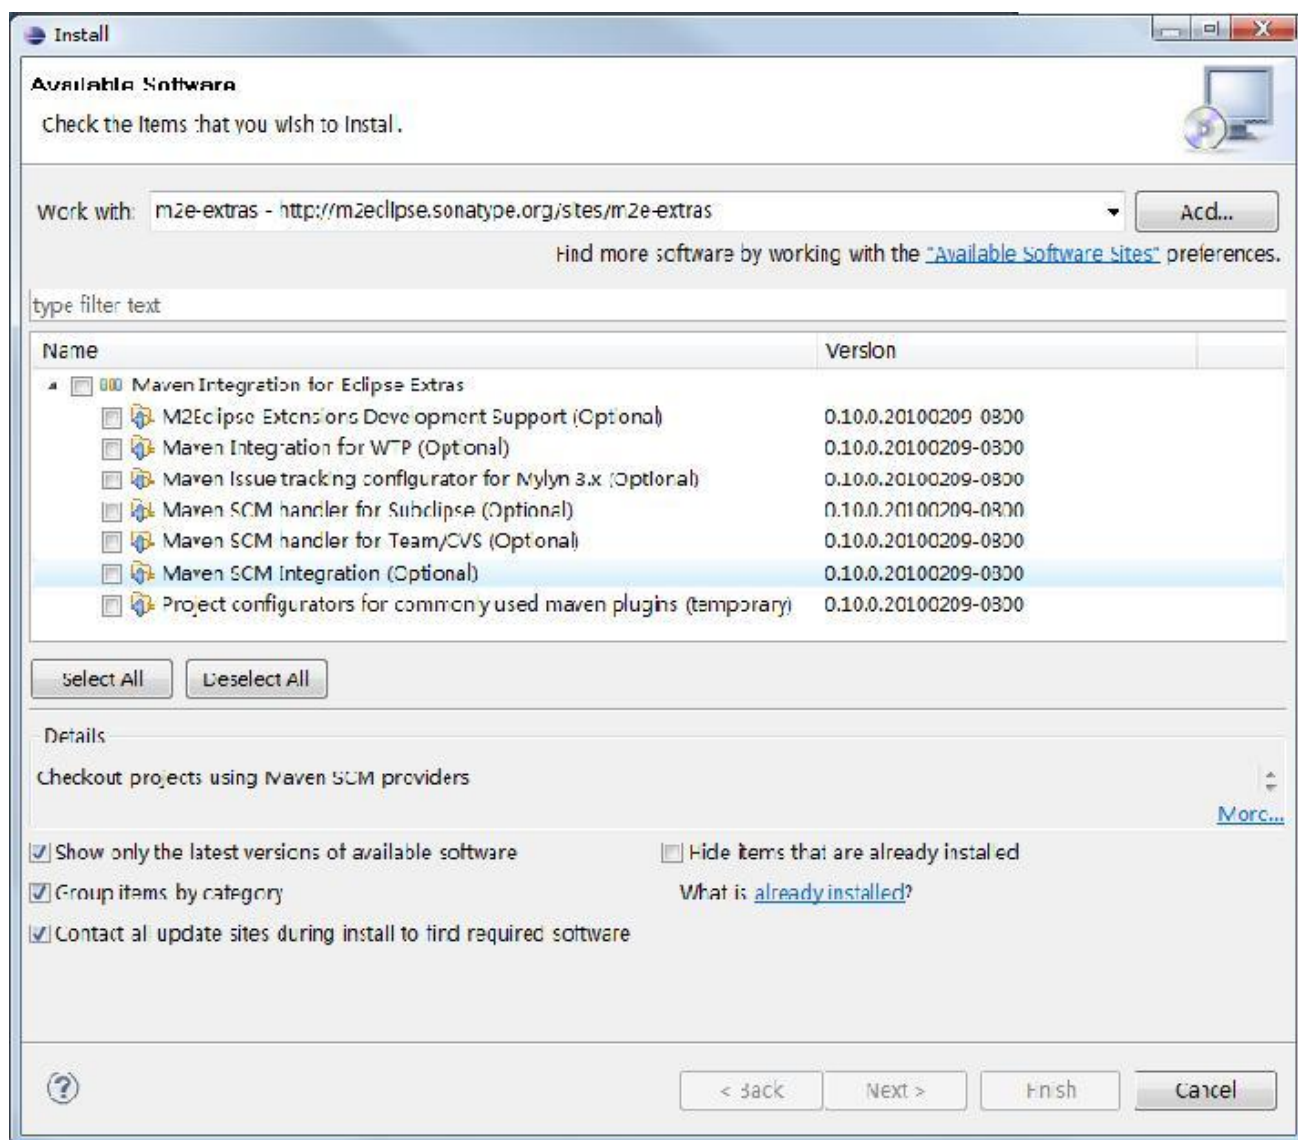 Install
Available Software
Check the items that you wish to install.
Work with: m2e-extras - http://m2eclipse.sonatype.org/sites/m2e-extras Add...
Find more software by working with the "Available Software Sites" preferences.
type filter text
Name Version
Maven Integration for Eclipse Extras
M2Eclipse Extensions Development Support (Optional) 0.10.0.20100209-0800
Maven Integration for WTP (Optional) 0.10.0.20100209-0800
Maven issue tracking configurator for Mylyn 3.x (Optional) 0.10.0.20100209-0800
Maven SCM handler for Subclipse (Optional) 0.10.0.20100209-0800
Maven SCM handler for Team/CVS (Optional) 0.10.0.20100209-0800
Maven SCM Integration (Optional) 0.10.0.20100209-0800
Project configurators for commonly used maven plugins (temporary) 0.10.0.20100209-0800
Select All Deselect All
Details
Checkout projects using Maven SCM providers
More...
Show only the latest versions of available software Hide items that are already installed
Group items by category What is already installed?
Contact all update sites during install to find required software
< Back Next > Finish Cancel